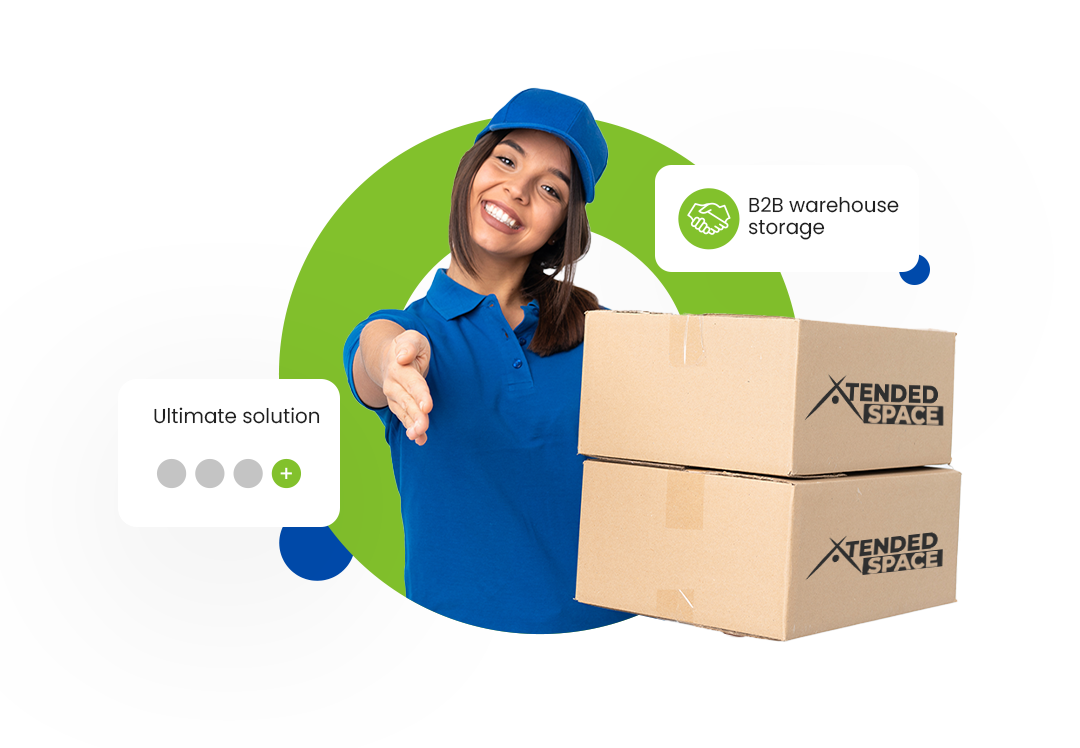 B2B warehouse
storage
Ultimate solution
XTENDED
SPACE
XTENDED
SPACE